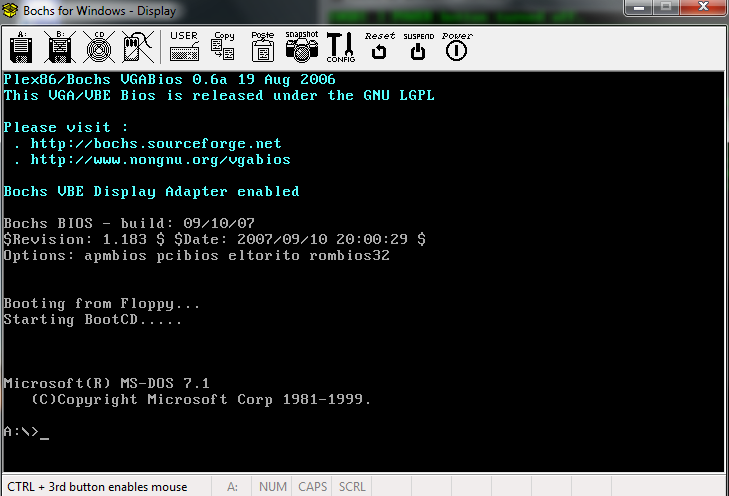 Bochs for Windows - Display
A: B: CD USER Copy Paste snapshot CONFIG Reset SUSPEND Power
Plex86/Bochs VGABios 0.6a 19 Aug 2006
This VGA/VBE Bios is released under the GNU LGPL
Please visit :
. http://bochs.sourceforge.net
. http://www.nongnu.org/vgabios
Bochs VBE Display Adapter enabled
Bochs BIOS - build: 09/10/07
$Revision: 1.183 $ $Date: 2007/09/10 20:00:29 $
Options: apmbios pcibios eltorito rombios32
Booting from Floppy...
Starting BootCD.....
Microsoft(R) MS-DOS 7.1
(C)Copyright Microsoft Corp 1981-1999.
A:\>_
CTRL + 3rd button enables mouse A: NUM CAPS SCRL